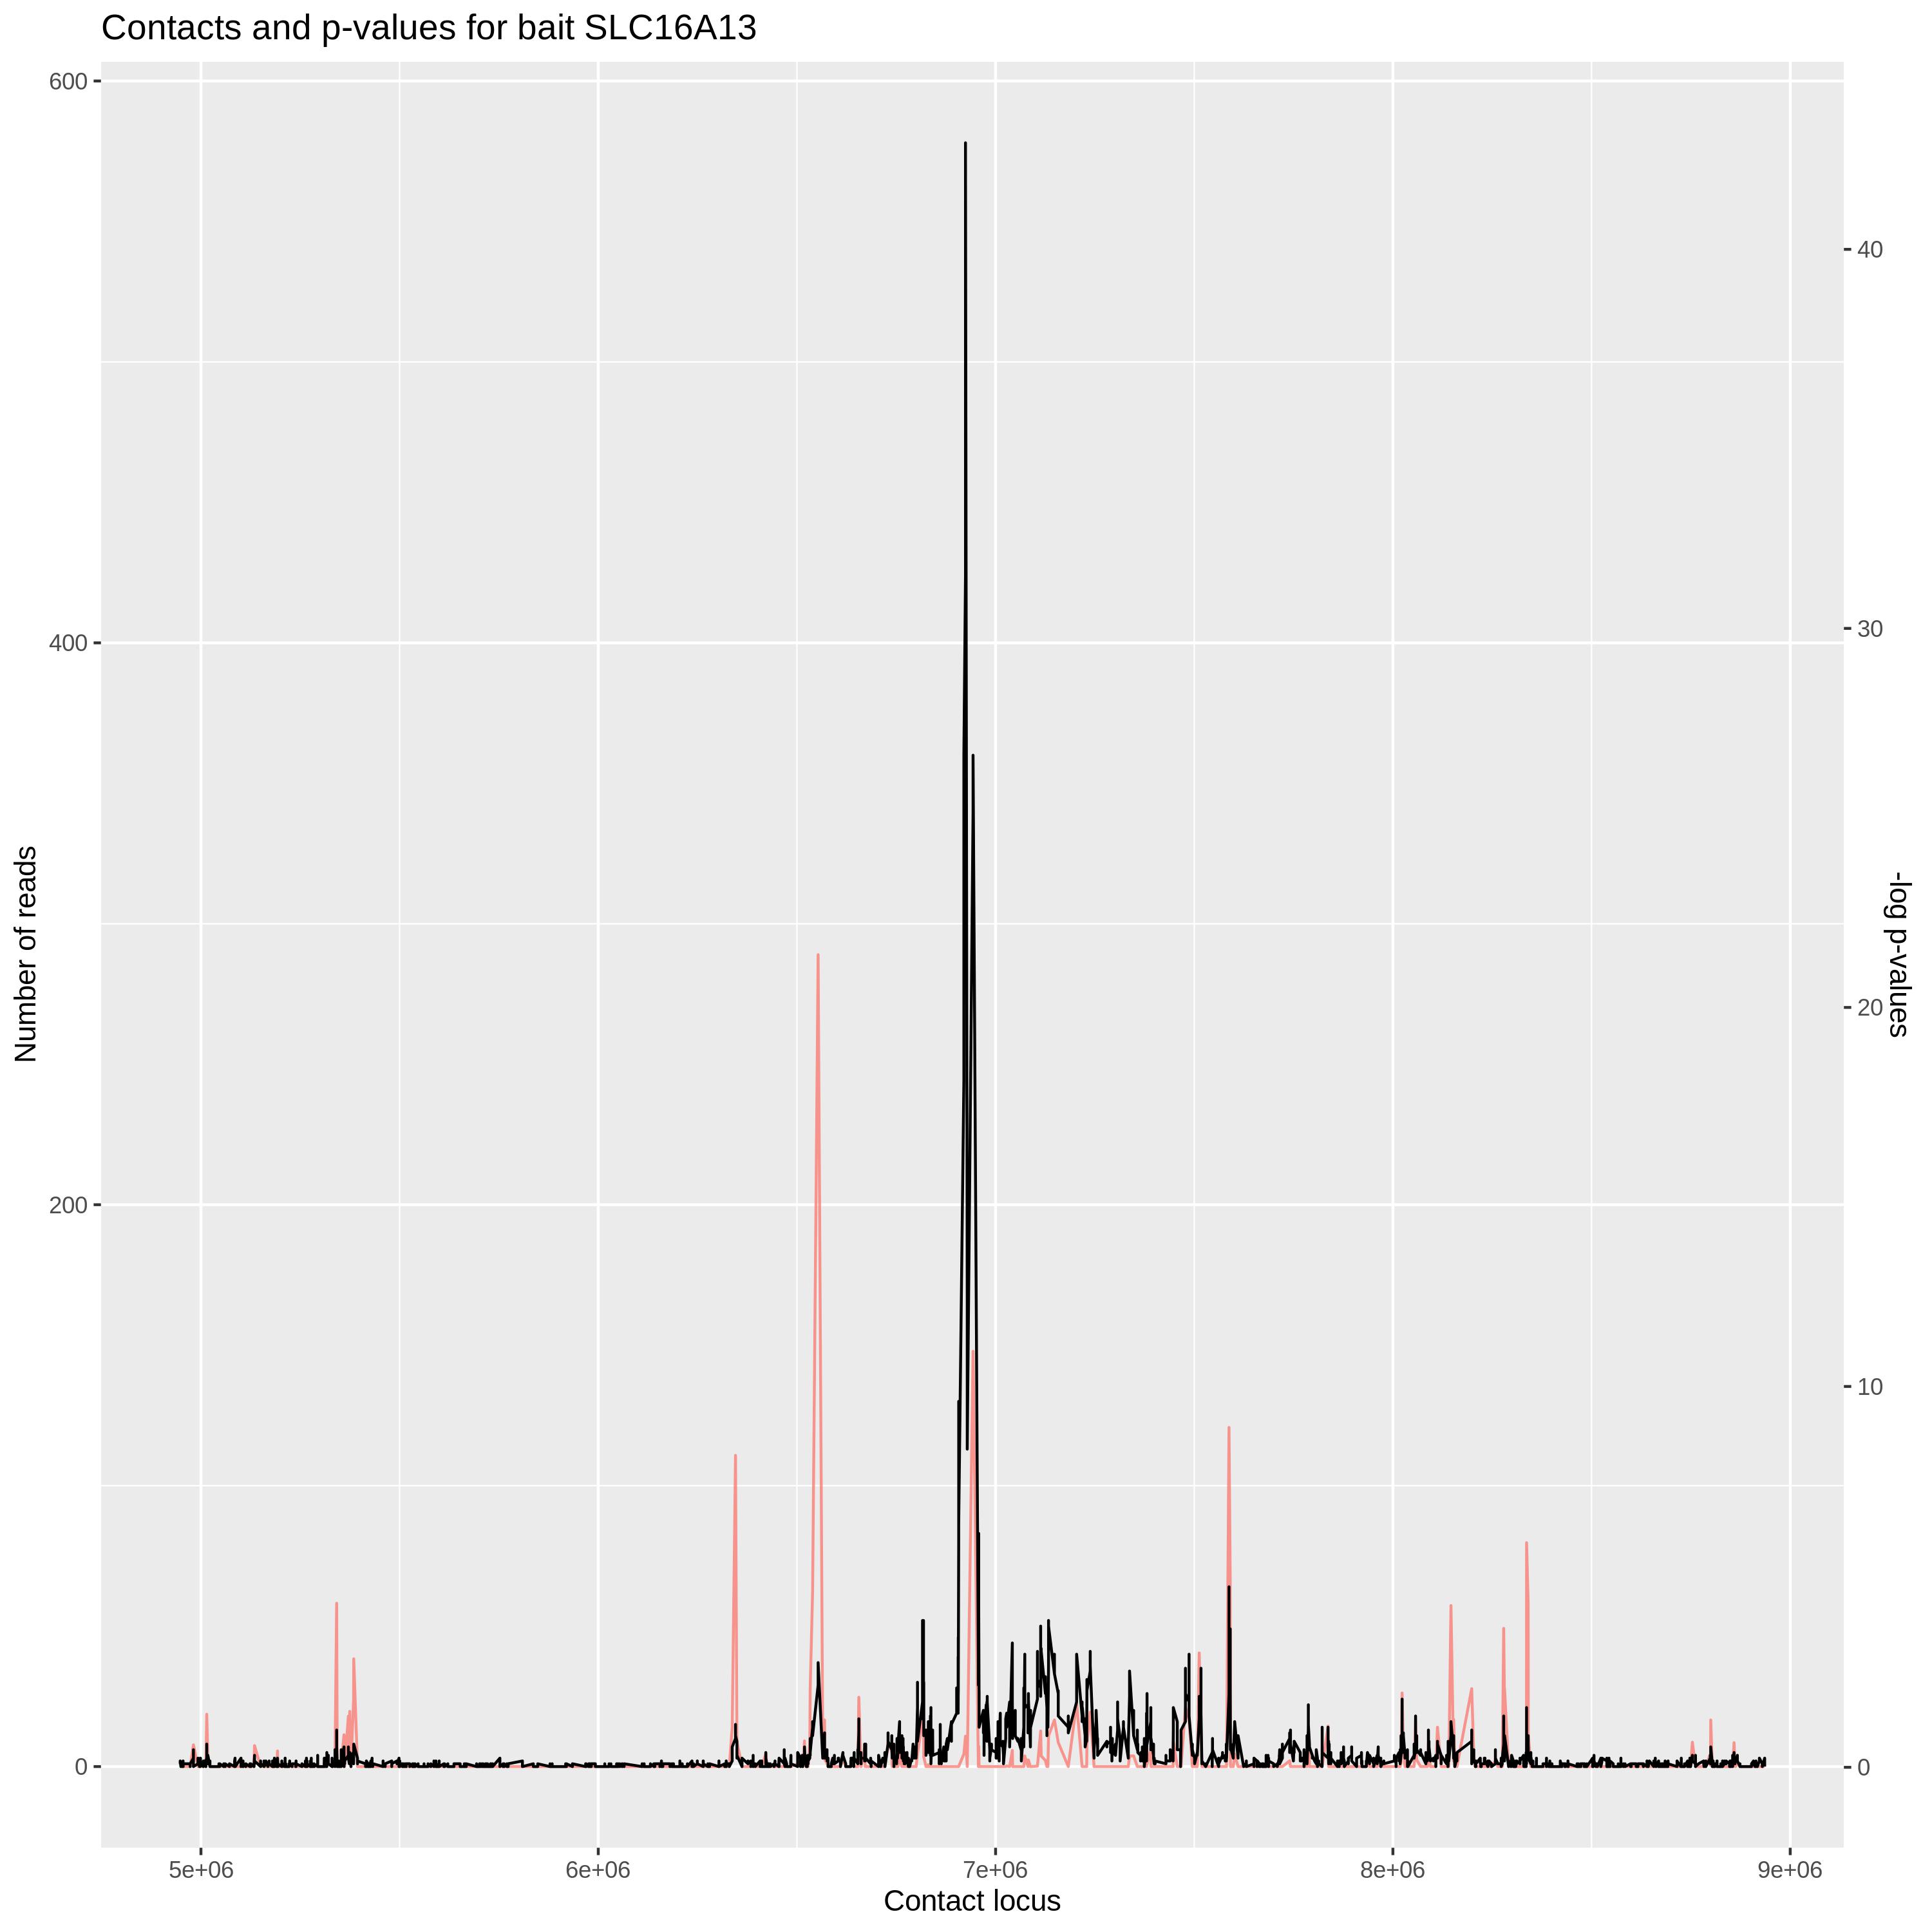 Contacts and p-values for bait SLC16A13
600
400
200
0
Number of reads
40
30
20
10
0
-log p-values
5e+06 6e+06 7e+06 8e+06 9e+06
Contact locus